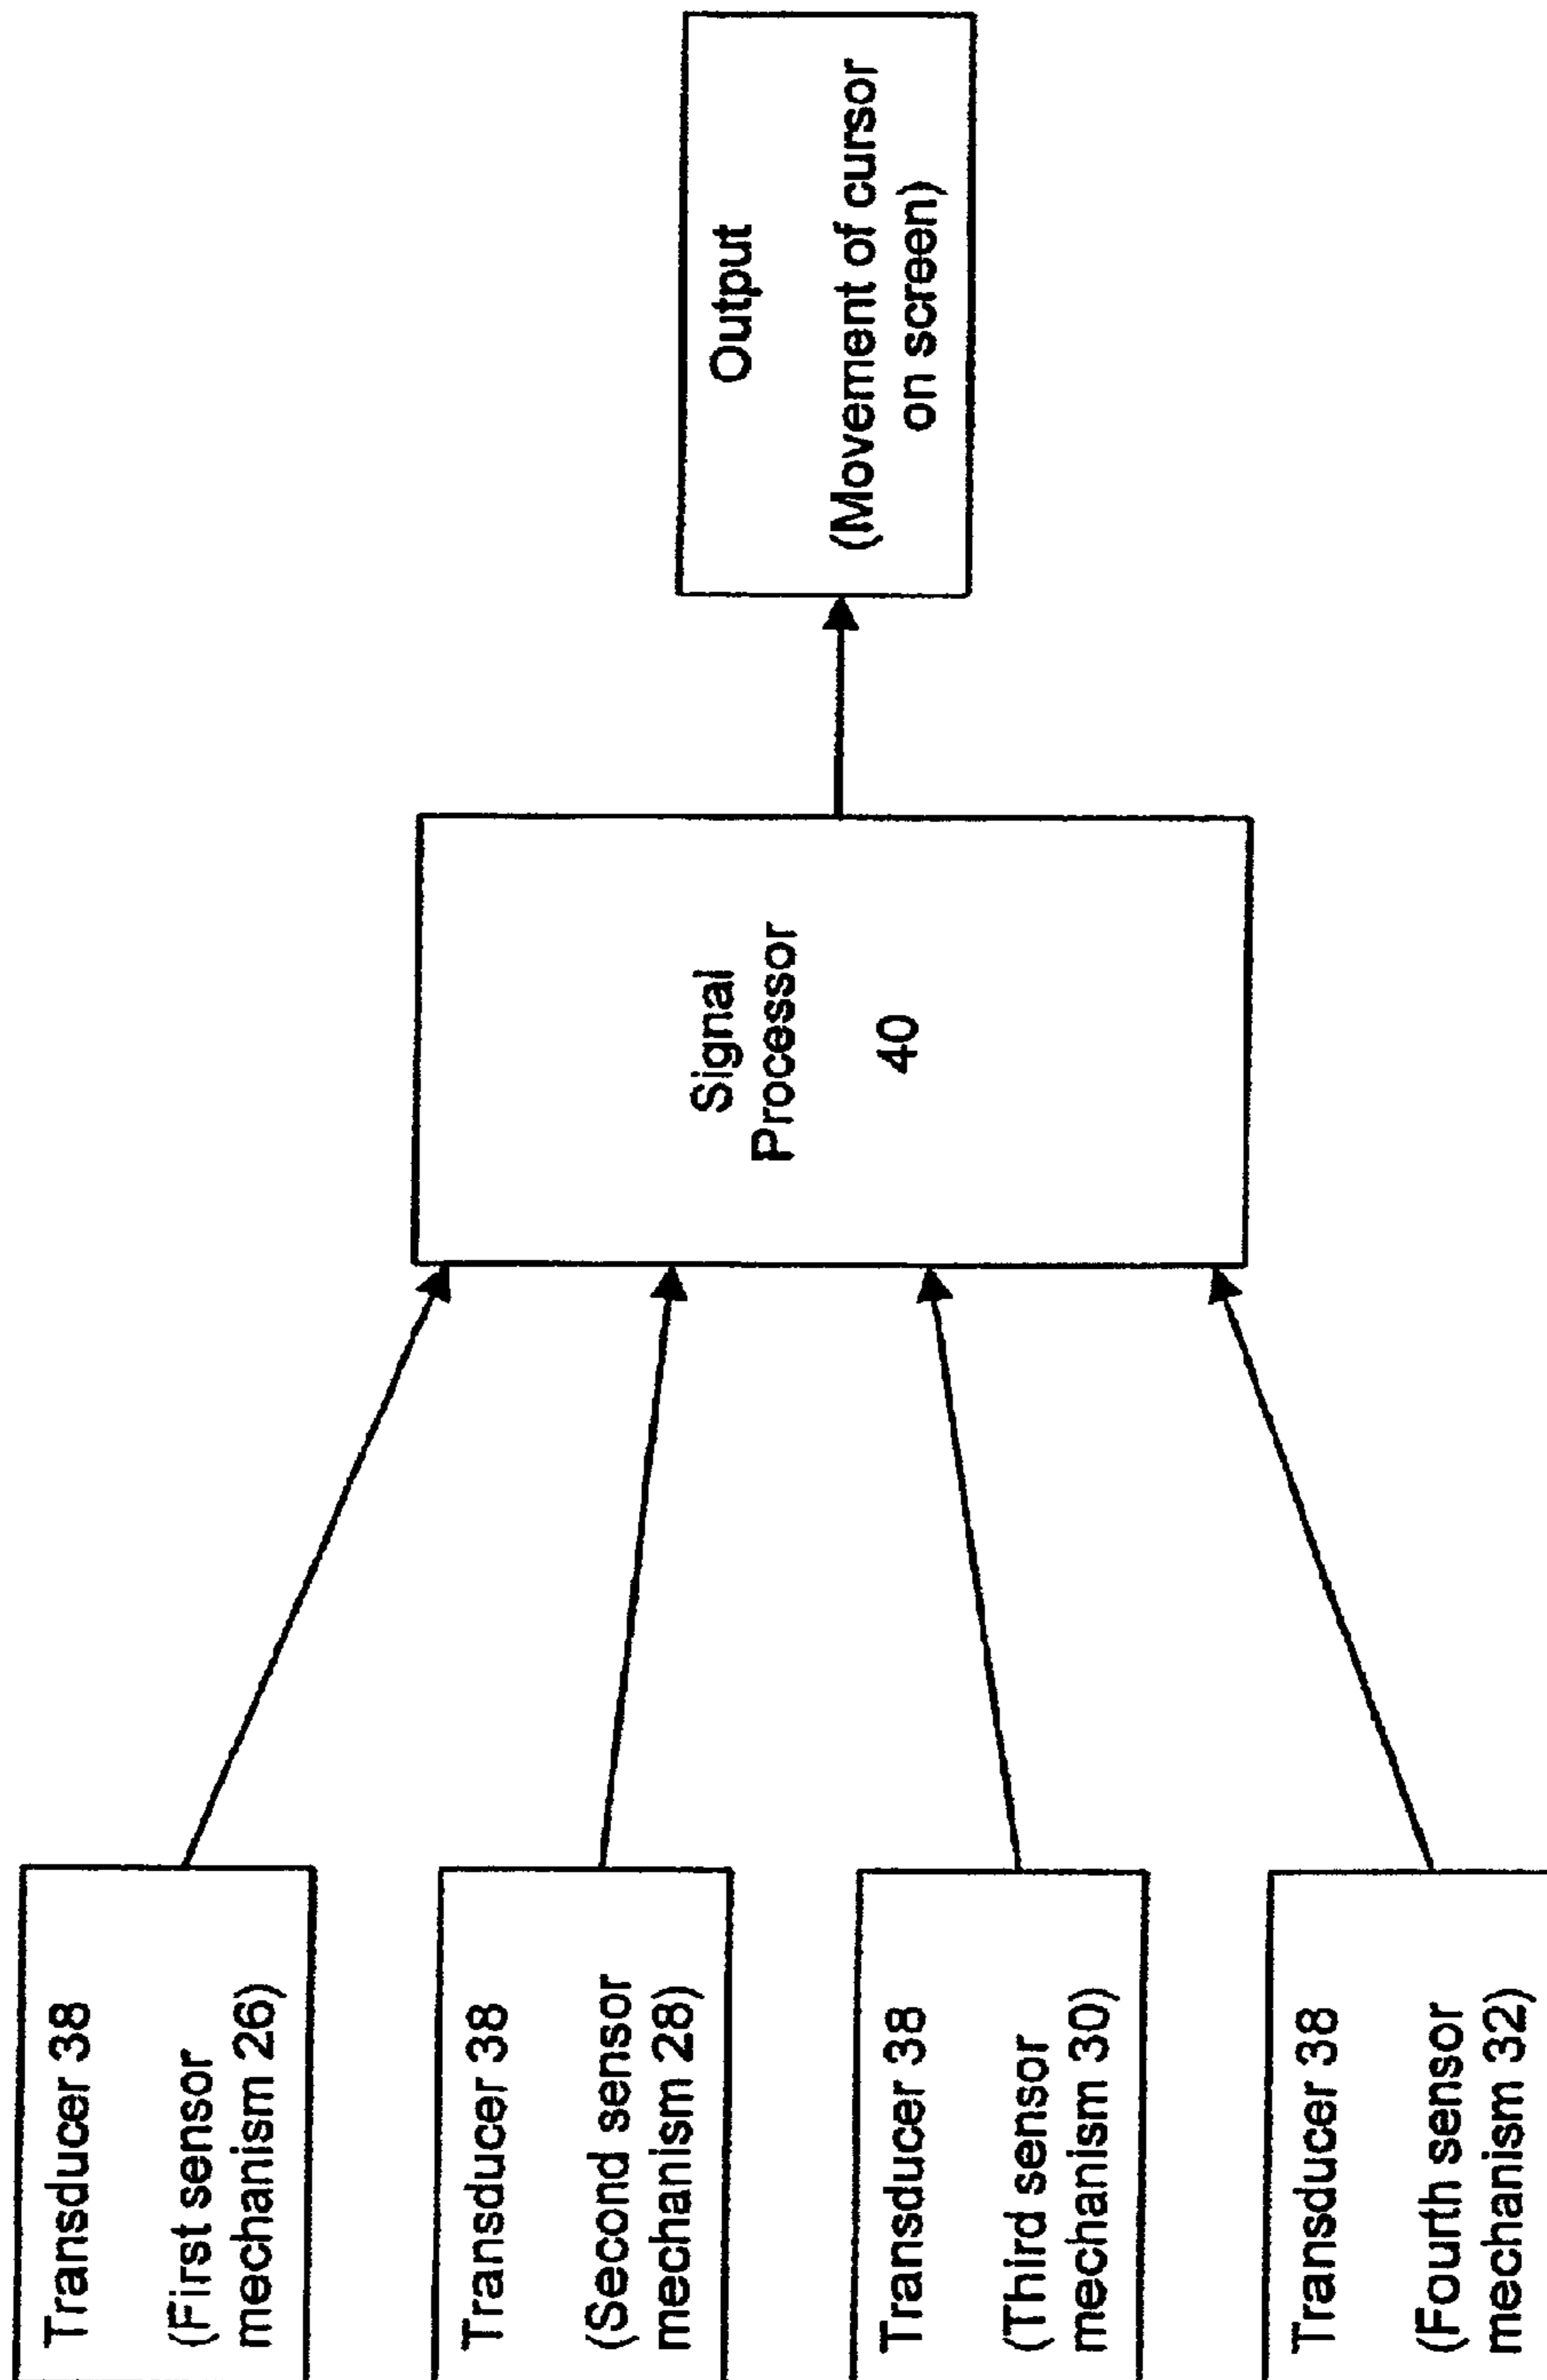 Transducer 38
(First sensor
mechanism 26)
Transducer 38
(Second sensor
mechanism 28)
Transducer 38
(Third sensor
mechanism 30)
Transducer 38
(Fourth sensor
mechanism 32)
Signal
Processor
40
Output
(Movement of cursor
on screen)